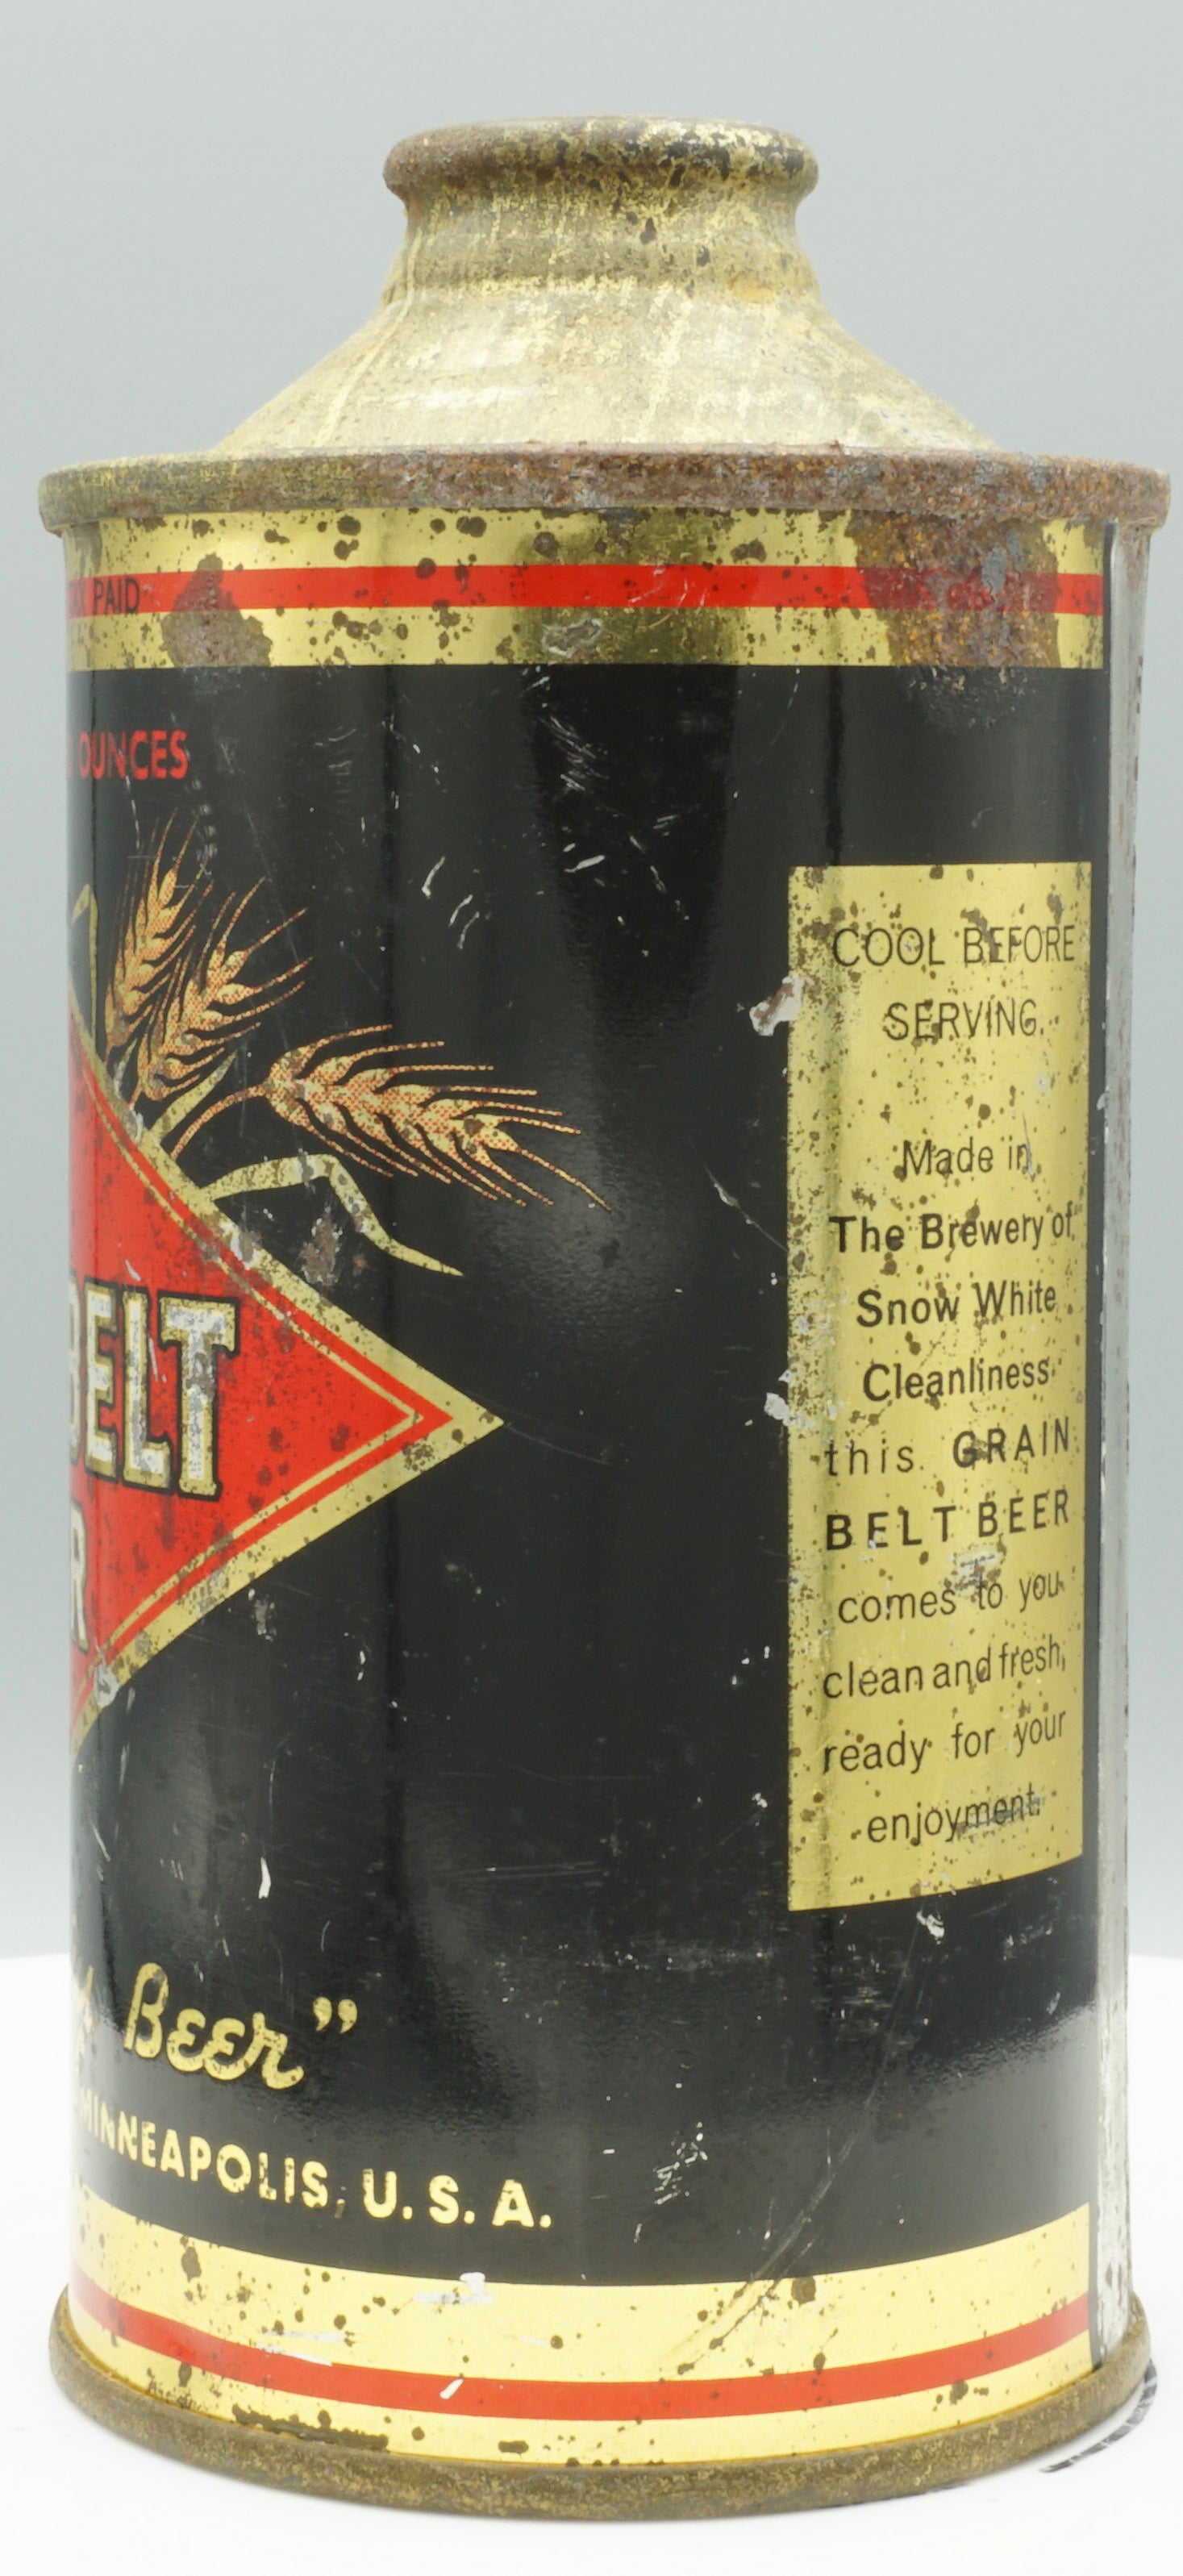 PAID
OUNCES
BELT
COOL BEFORE
SERVING.
Made in
The Brewery of
Snow White
Cleanliness
this GRAIN
BELT BEER
comes to you
clean and fresh,
ready for your
enjoyment.
Beer”
MINNEAPOLIS, U.S.A.